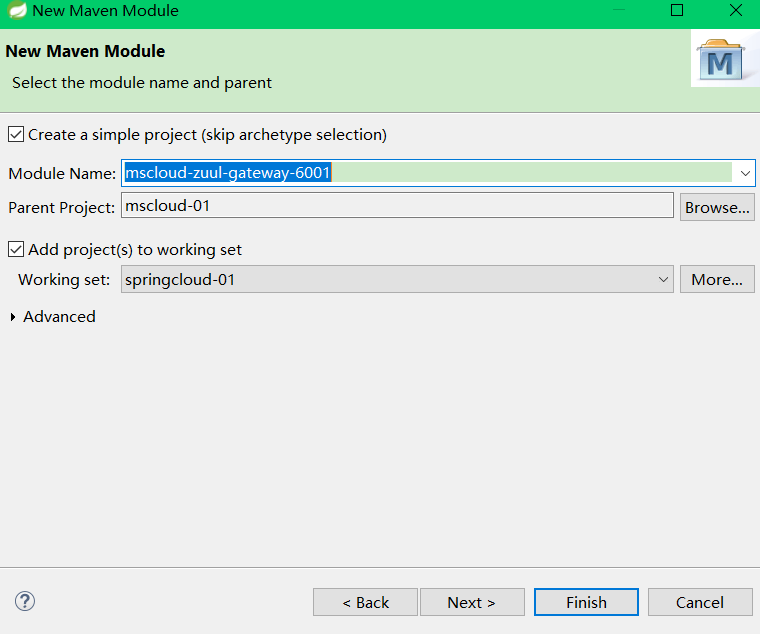 New Maven Module
New Maven Module
Select the module name and parent
M
Create a simple project (skip archetype selection)
Module Name: mscloud-zuul-gateway-6001
Parent Project: mscloud-01 Browse...
Add project(s) to working set
Working set: springcloud-01 More...
Advanced
? < Back Next > Finish Cancel